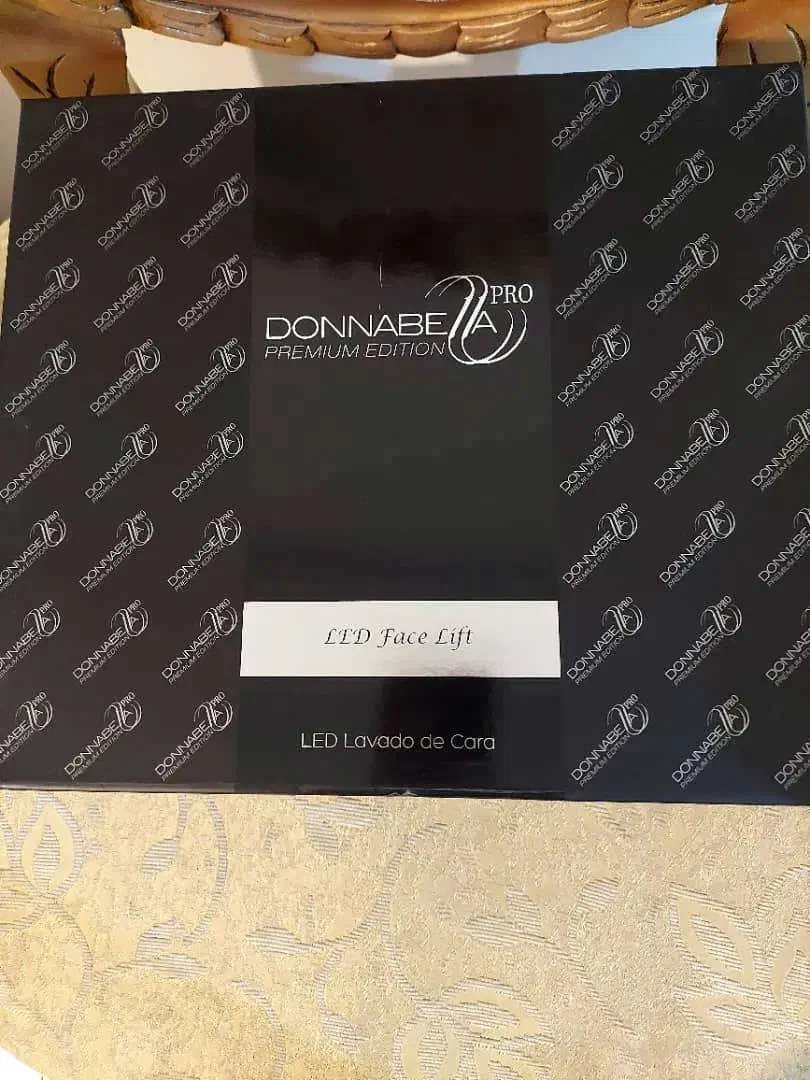 DONNABELLA PRO
PREMIUM EDITION
LED Face Lift
LED Lavado de Cara